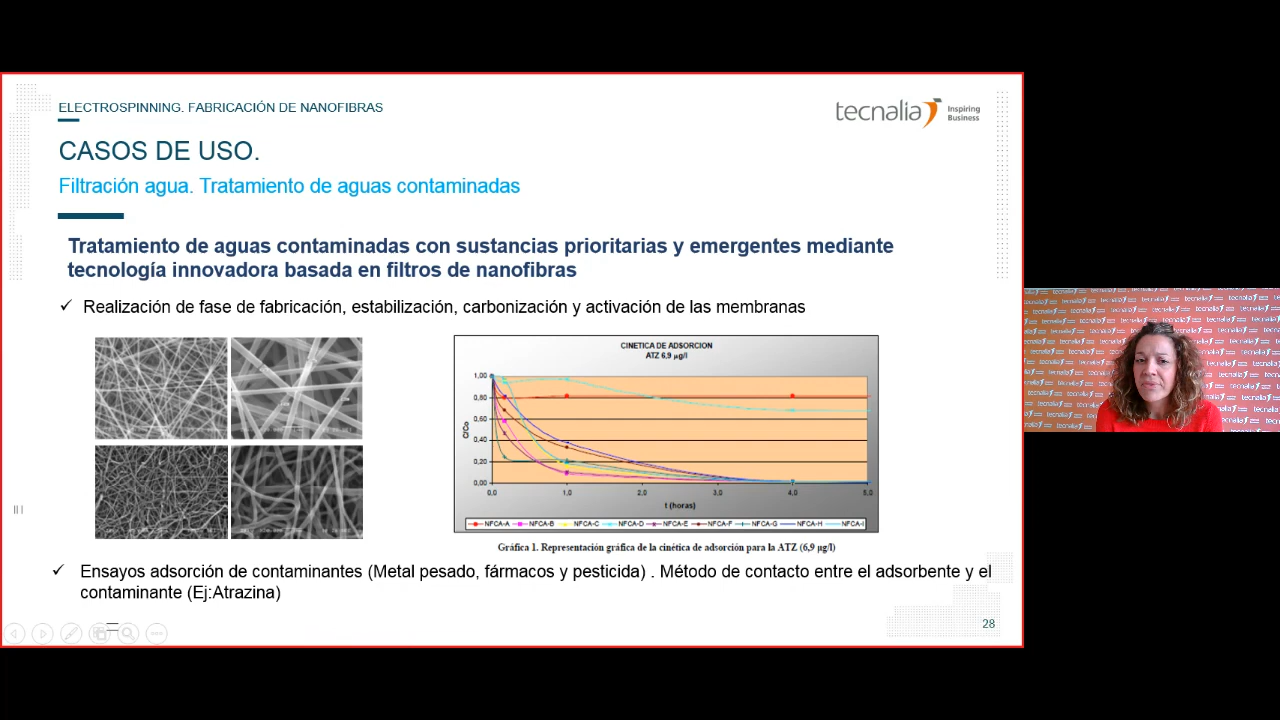 ELECTROSPINNING. FABRICACIÓN DE NANOFIBRAS
tecnalia
Inspiring
Business
CASOS DE USO.
Filtración agua. Tratamiento de aguas contaminadas
Tratamiento de aguas contaminadas con sustancias prioritarias y emergentes mediante
tecnología innovadora basada en filtros de nanofibras
✓ Realización de fase de fabricación, estabilización, carbonización y activación de las membranas
CINETICA DE ADSORCION
ATZ 6,9 µg/l
1,00
0,80
0,60
0,40
0,20
0,00
C/Co
0,0 1,0 2,0 3,0 4,0 5,0
t (horas)
NFCA-A NFCA-B NFCA-C NFCA-D NFCA-E NFCA-F NFCA-G NFCA-H NFCA-I
Gráfica 1. Representación gráfica de la cinética de adsorción para la ATZ (6,9 µg/l)
✓ Ensayos adsorción de contaminantes (Metal pesado, fármacos y pesticida) . Método de contacto entre el adsorbente y el
contaminante (Ej:Atrazina)
28